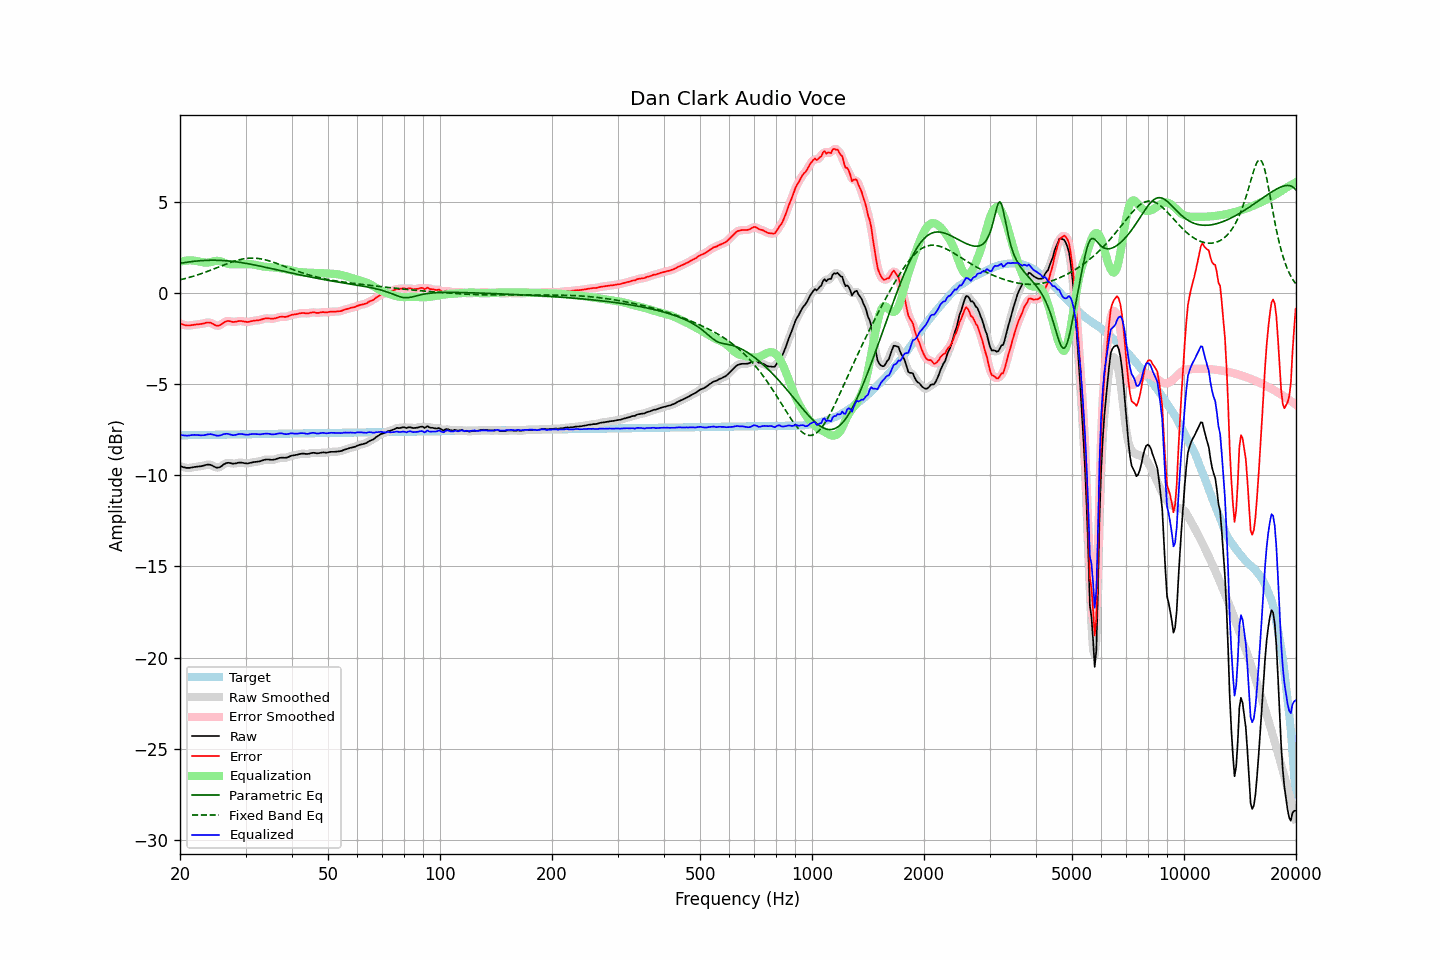 Dan Clark Audio Voce
Amplitude (dBr)
5
0
−5
−10
−15
−20
−25
−30
Target
Raw Smoothed
Error Smoothed
Raw
Error
Equalization
Parametric Eq
Fixed Band Eq
Equalized
20 50 100 200 500 1000 2000 5000 10000 20000
Frequency (Hz)